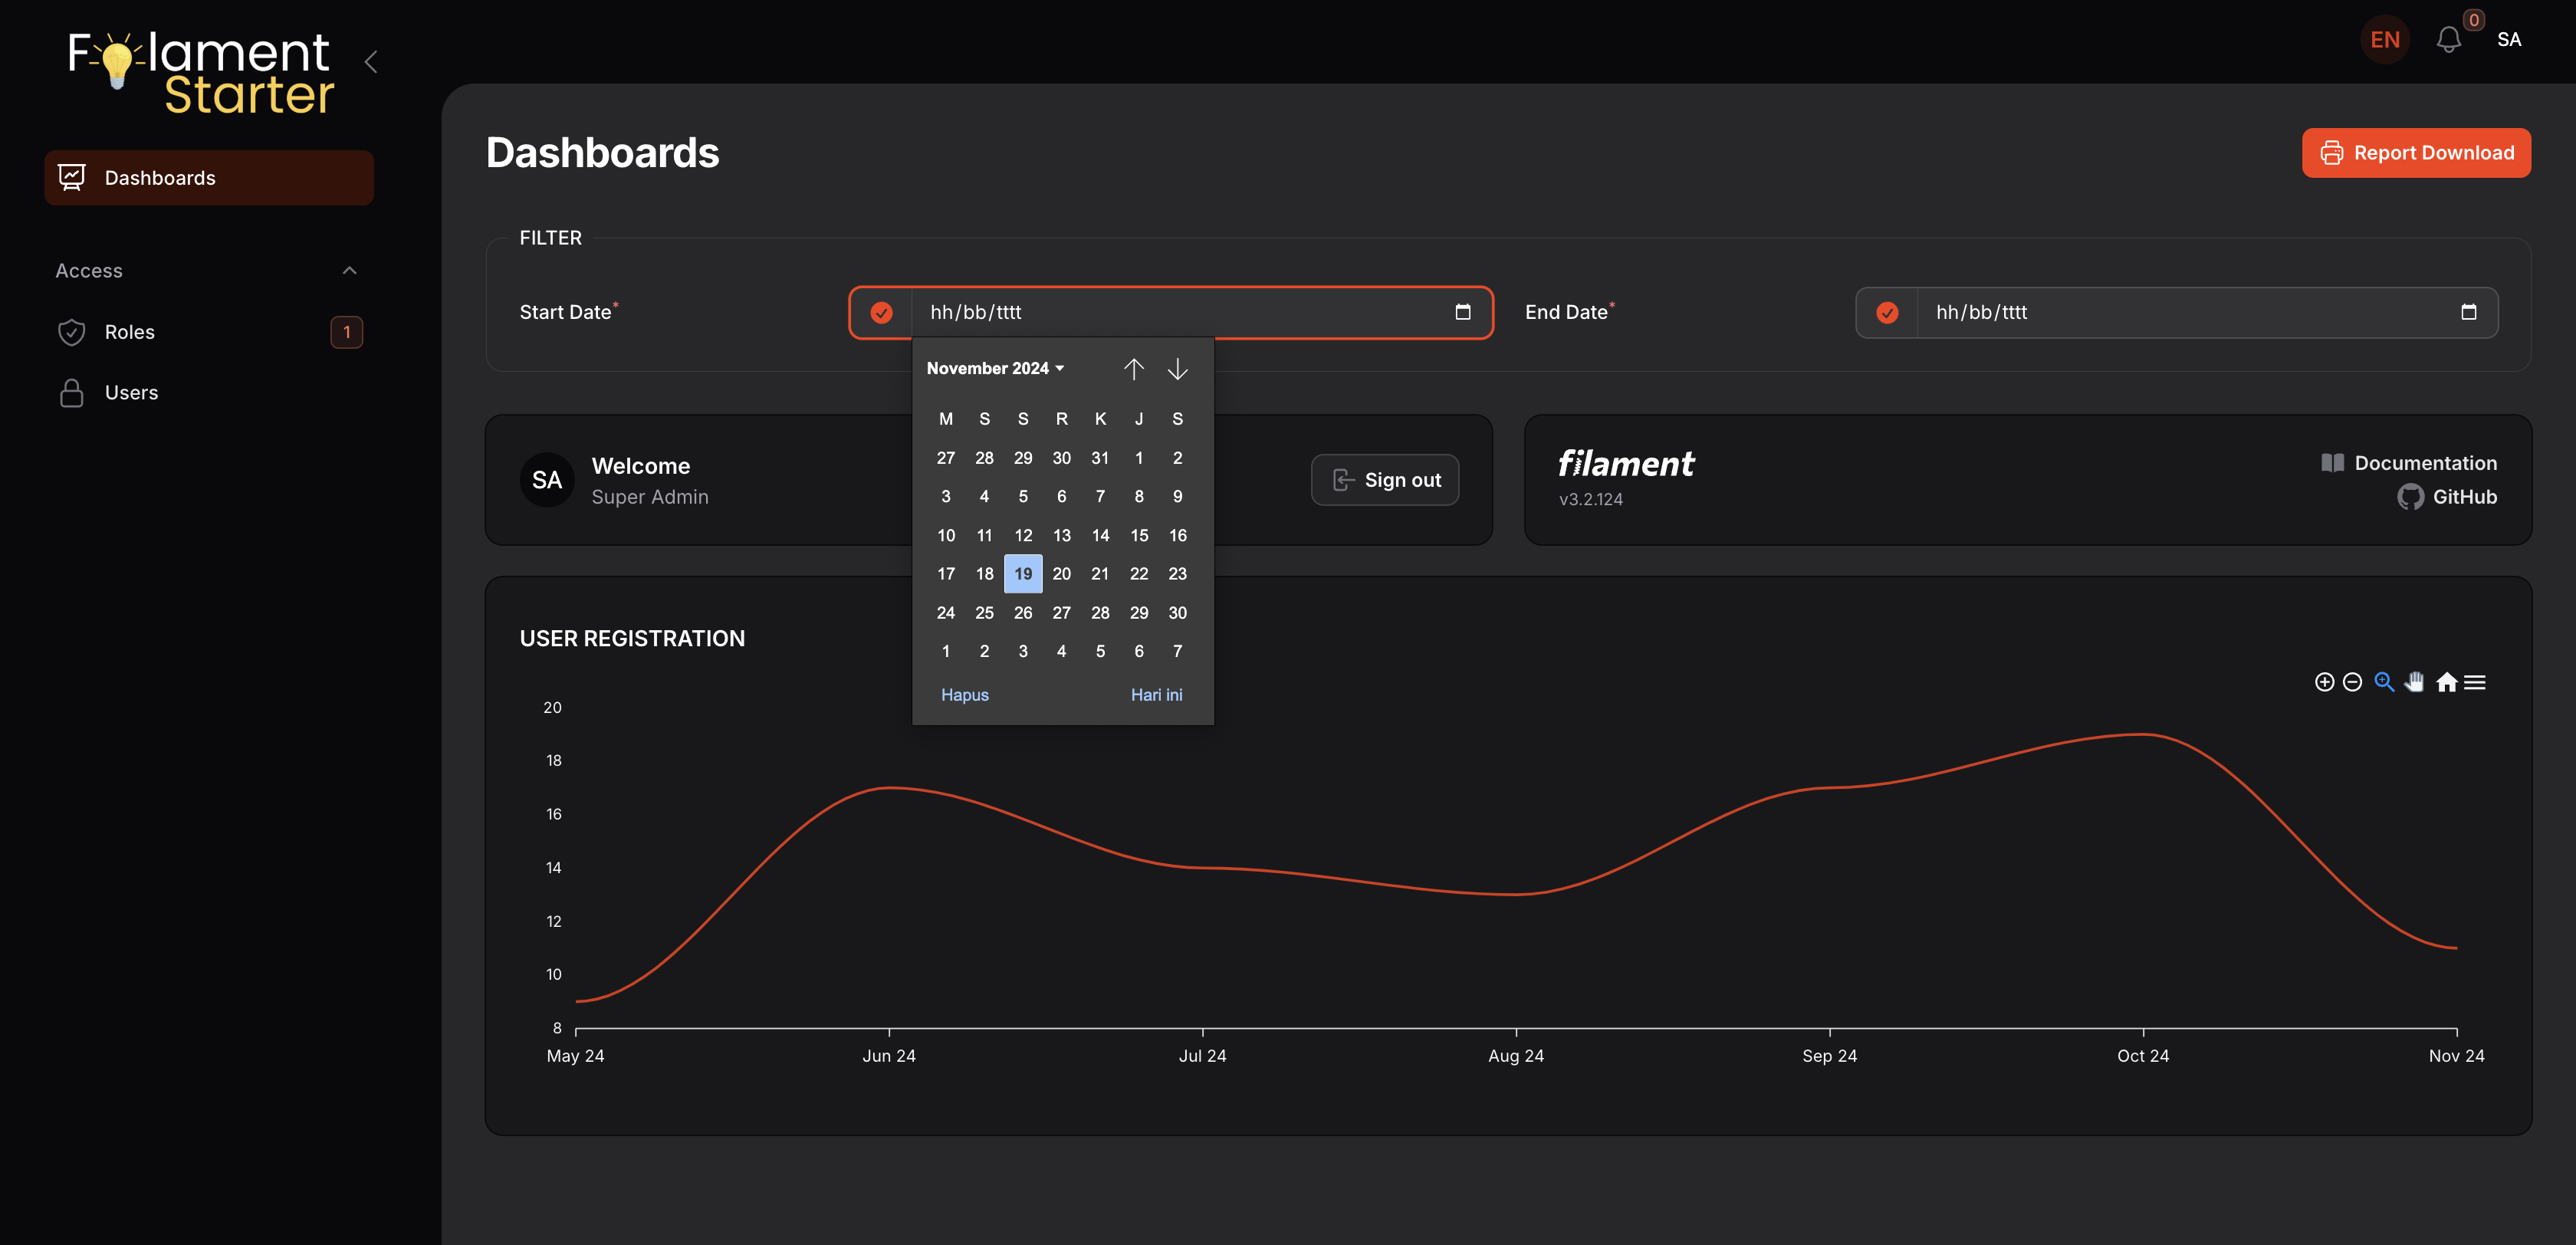 Filament
Starter
EN
0
SA
Dashboards
Access
Roles
1
Users
Dashboards
Report Download
FILTER
Start Date*
hh/bb/tttt
End Date*
hh/bb/tttt
November 2024
M S S R K J S
27 28 29 30 31 1 2
3 4 5 6 7 8 9
10 11 12 13 14 15 16
17 18 19 20 21 22 23
24 25 26 27 28 29 30
1 2 3 4 5 6 7
Hapus
Hari ini
SA
Welcome
Super Admin
Sign out
filament
v3.2.124
Documentation
GitHub
USER REGISTRATION
20
18
16
14
12
10
8
May 24 Jun 24 Jul 24 Aug 24 Sep 24 Oct 24 Nov 24